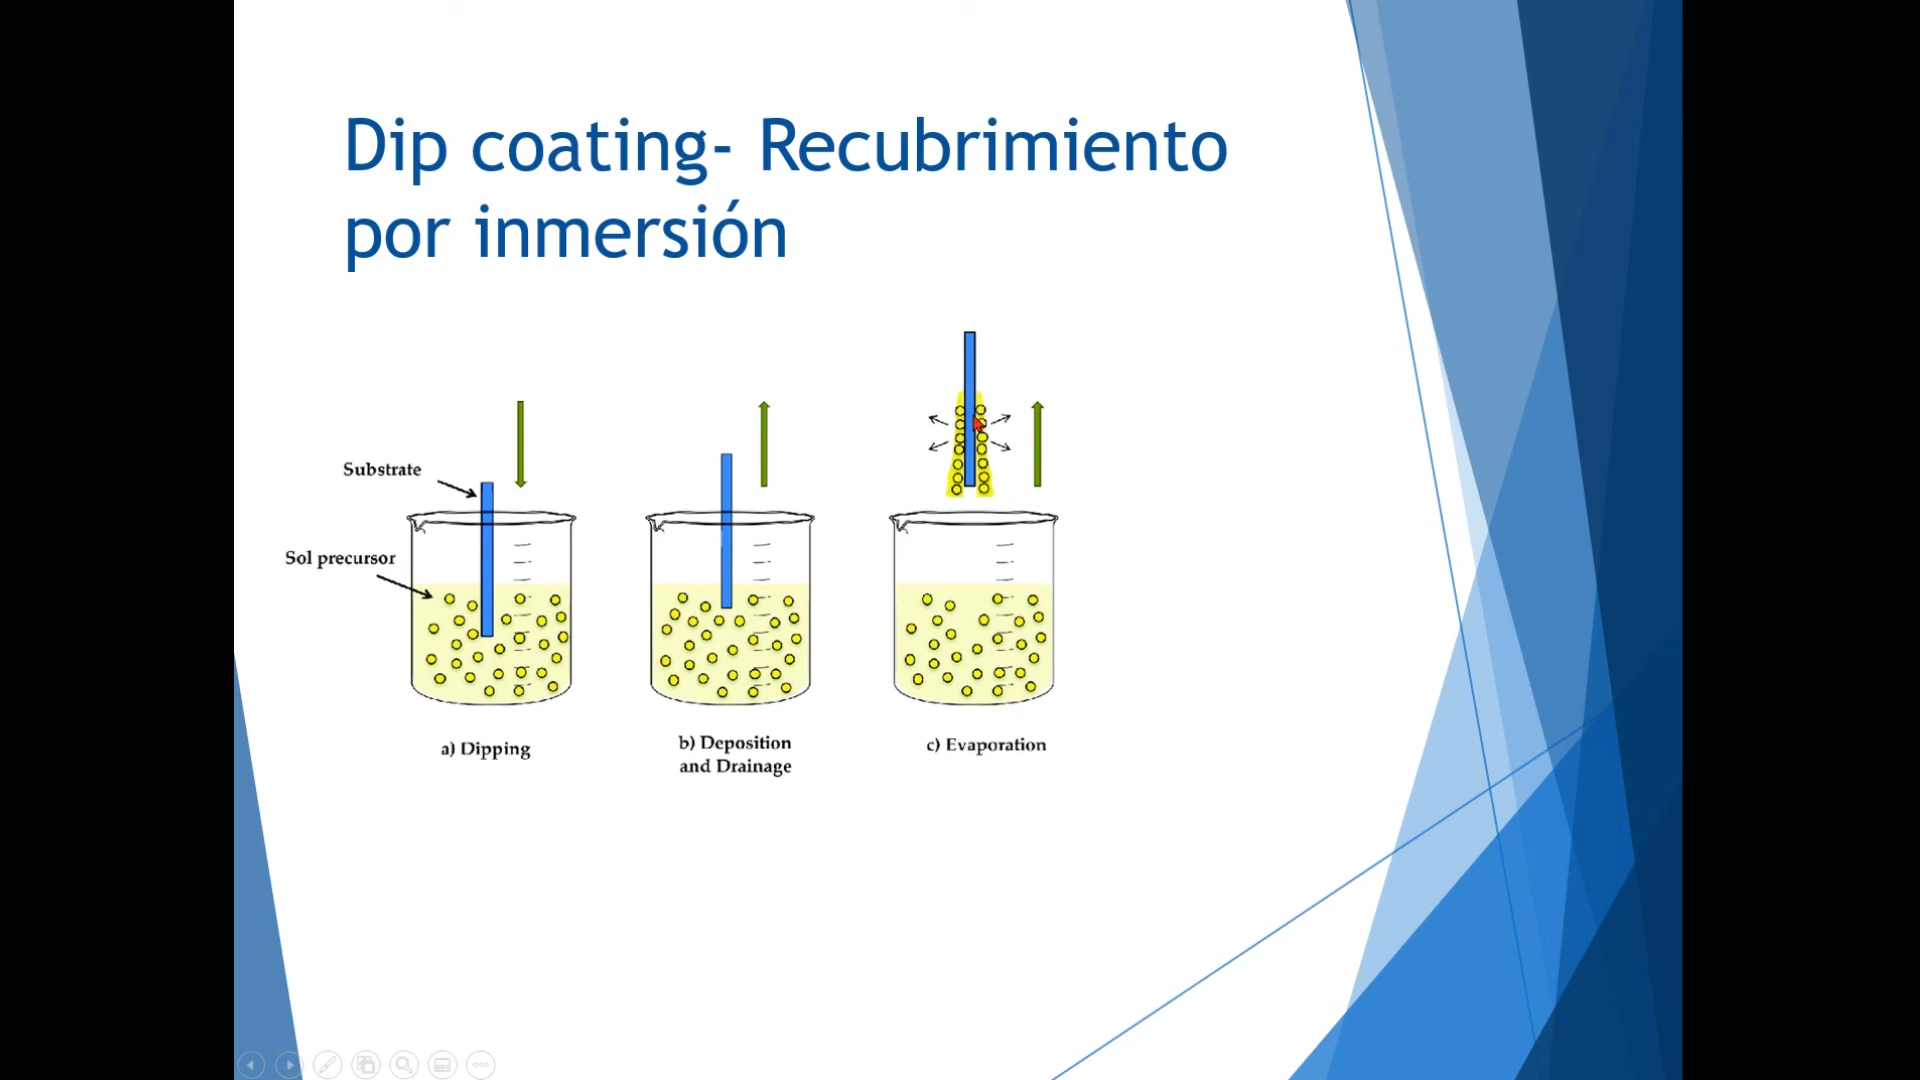 Dip coating- Recubrimiento
por inmersión
Substrate
Sol precursor
a) Dipping
b) Deposition
and Drainage
c) Evaporation